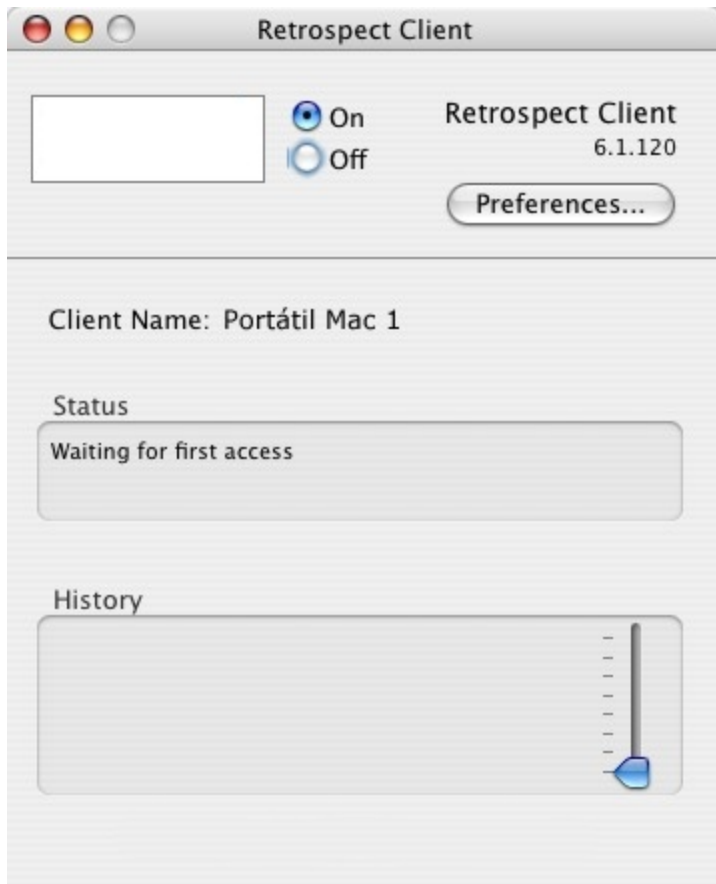 Retrospect Client
On
Off
Retrospect Client
6.1.120
Preferences...
Client Name: Portátil Mac 1
Status
Waiting for first access
History